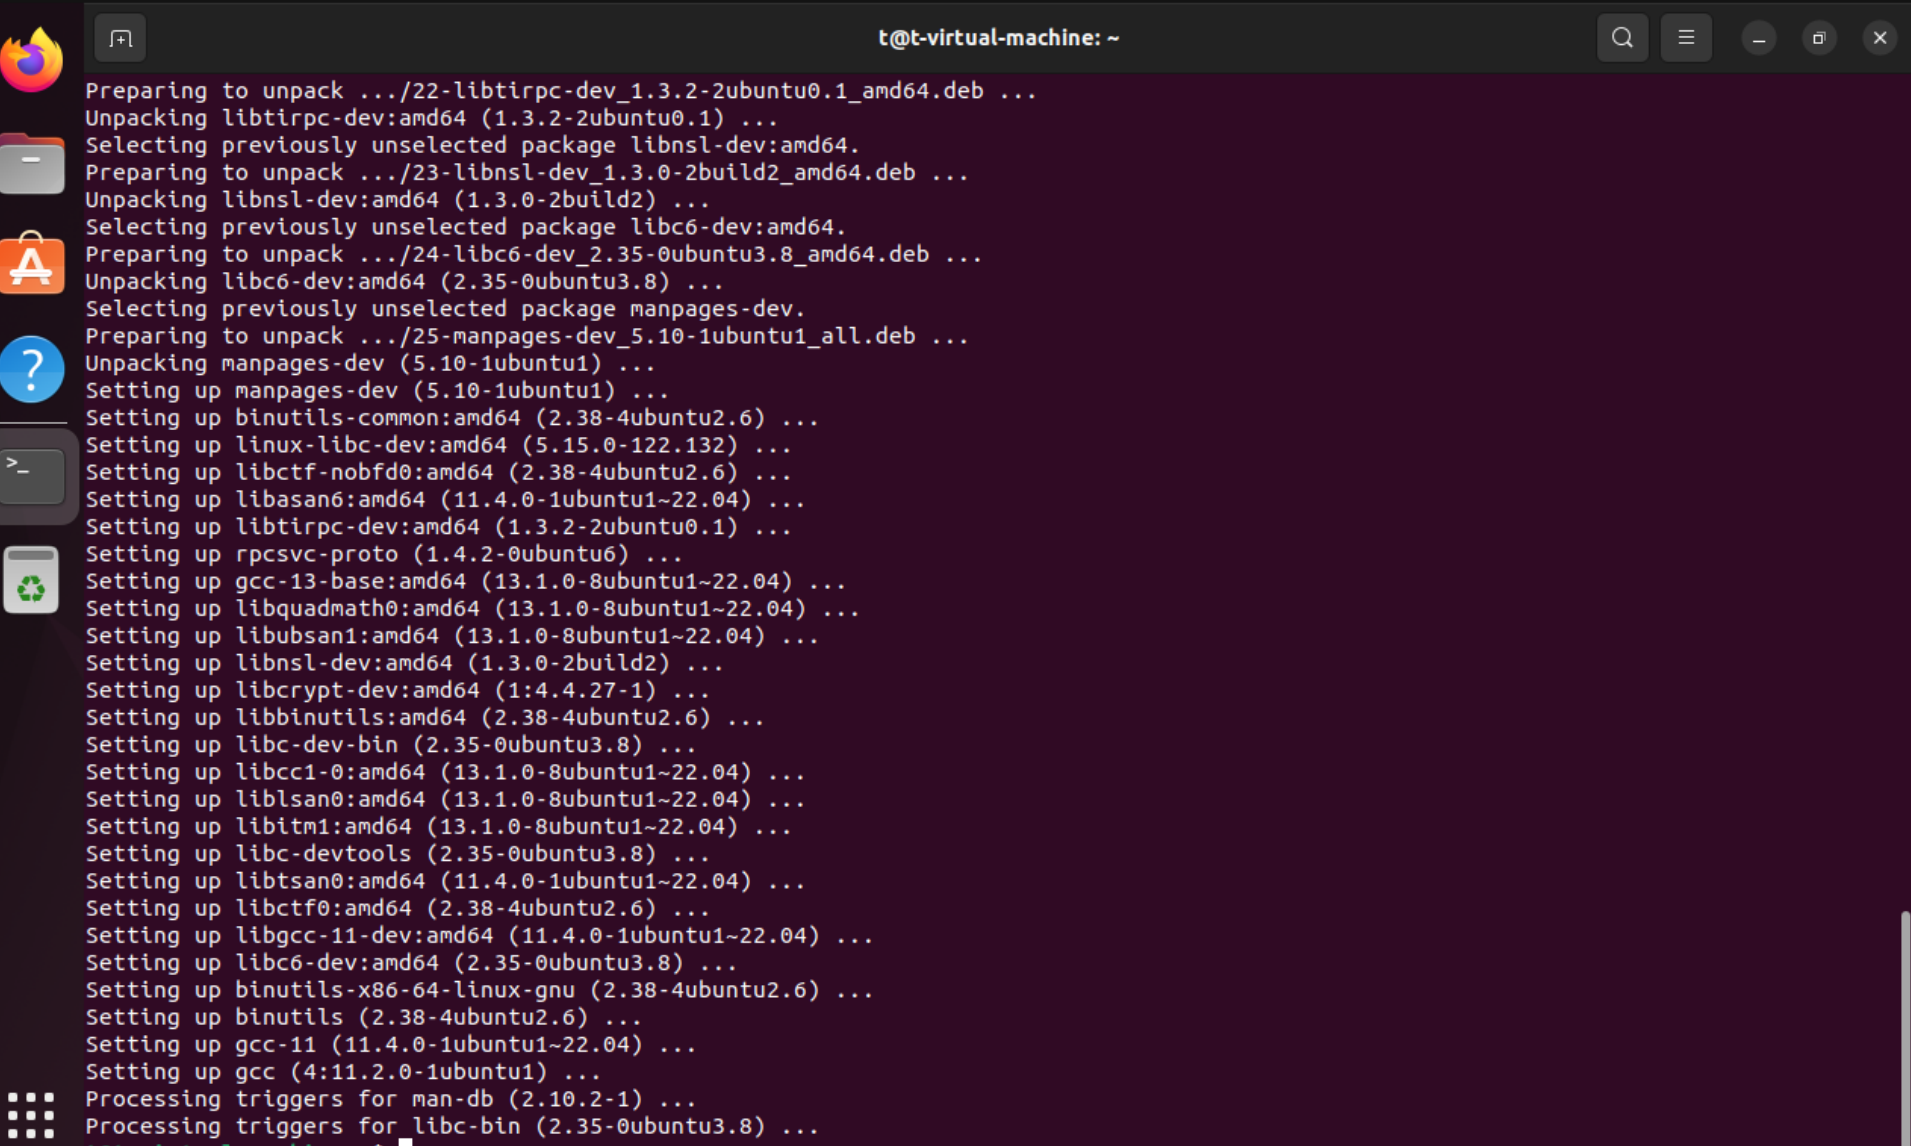 t@t-virtual-machine: ~
Preparing to unpack .../22-libtirpc-dev_1.3.2-2ubuntu0.1_amd64.deb ...
Unpacking libtirpc-dev:amd64 (1.3.2-2ubuntu0.1) ...
Selecting previously unselected package libnsl-dev:amd64.
Preparing to unpack .../23-libnsl-dev_1.3.0-2build2_amd64.deb ...
Unpacking libnsl-dev:amd64 (1.3.0-2build2) ...
Selecting previously unselected package libc6-dev:amd64.
Preparing to unpack .../24-libc6-dev_2.35-0ubuntu3.8_amd64.deb ...
Unpacking libc6-dev:amd64 (2.35-0ubuntu3.8) ...
Selecting previously unselected package manpages-dev.
Preparing to unpack .../25-manpages-dev_5.10-1ubuntu1_all.deb ...
Unpacking manpages-dev (5.10-1ubuntu1) ...
Setting up manpages-dev (5.10-1ubuntu1) ...
Setting up binutils-common:amd64 (2.38-4ubuntu2.6) ...
Setting up linux-libc-dev:amd64 (5.15.0-122.132) ...
Setting up libctf-nobfd0:amd64 (2.38-4ubuntu2.6) ...
Setting up libasan6:amd64 (11.4.0-1ubuntu1~22.04) ...
Setting up libtirpc-dev:amd64 (1.3.2-2ubuntu0.1) ...
Setting up rpcsvc-proto (1.4.2-0ubuntu6) ...
Setting up gcc-13-base:amd64 (13.1.0-8ubuntu1~22.04) ...
Setting up libquadmath0:amd64 (13.1.0-8ubuntu1~22.04) ...
Setting up libubsan1:amd64 (13.1.0-8ubuntu1~22.04) ...
Setting up libnsl-dev:amd64 (1.3.0-2build2) ...
Setting up libcrypt-dev:amd64 (1:4.4.27-1) ...
Setting up libbinutils:amd64 (2.38-4ubuntu2.6) ...
Setting up libc-dev-bin (2.35-0ubuntu3.8) ...
Setting up libcc1-0:amd64 (13.1.0-8ubuntu1~22.04) ...
Setting up liblsan0:amd64 (13.1.0-8ubuntu1~22.04) ...
Setting up libitm1:amd64 (13.1.0-8ubuntu1~22.04) ...
Setting up libc-devtools (2.35-0ubuntu3.8) ...
Setting up libtsan0:amd64 (11.4.0-1ubuntu1~22.04) ...
Setting up libctf0:amd64 (2.38-4ubuntu2.6) ...
Setting up libgcc-11-dev:amd64 (11.4.0-1ubuntu1~22.04) ...
Setting up libc6-dev:amd64 (2.35-0ubuntu3.8) ...
Setting up binutils-x86-64-linux-gnu (2.38-4ubuntu2.6) ...
Setting up binutils (2.38-4ubuntu2.6) ...
Setting up gcc-11 (11.4.0-1ubuntu1~22.04) ...
Setting up gcc (4:11.2.0-1ubuntu1) ...
Processing triggers for man-db (2.10.2-1) ...
Processing triggers for libc-bin (2.35-0ubuntu3.8) ...